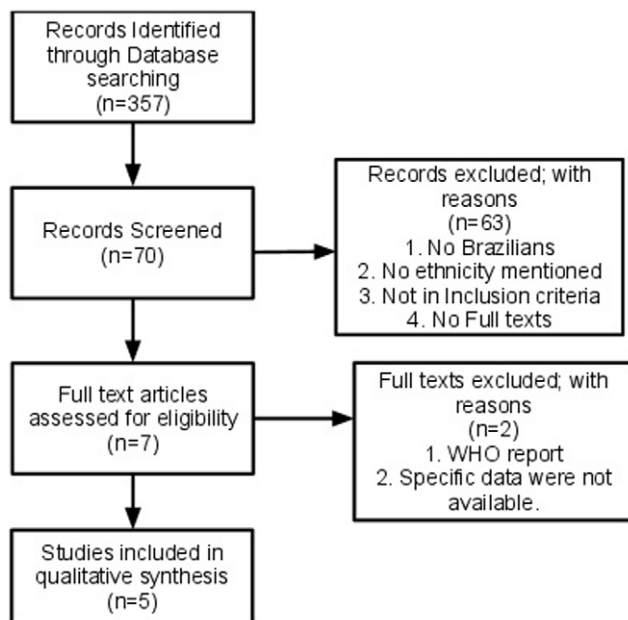 Records Identified
through Database
searching
(n=357)
Records Screened
(n=70)
Records excluded; with
reasons
(n=63)
1. No Brazilians
2. No ethnicity mentioned
3. Not in Inclusion criteria
4. No Full texts
Full text articles
assessed for eligibility
(n=7)
Full texts excluded; with
reasons
(n=2)
1. WHO report
2. Specific data were not
available.
Studies included in
qualitative synthesis
(n=5)